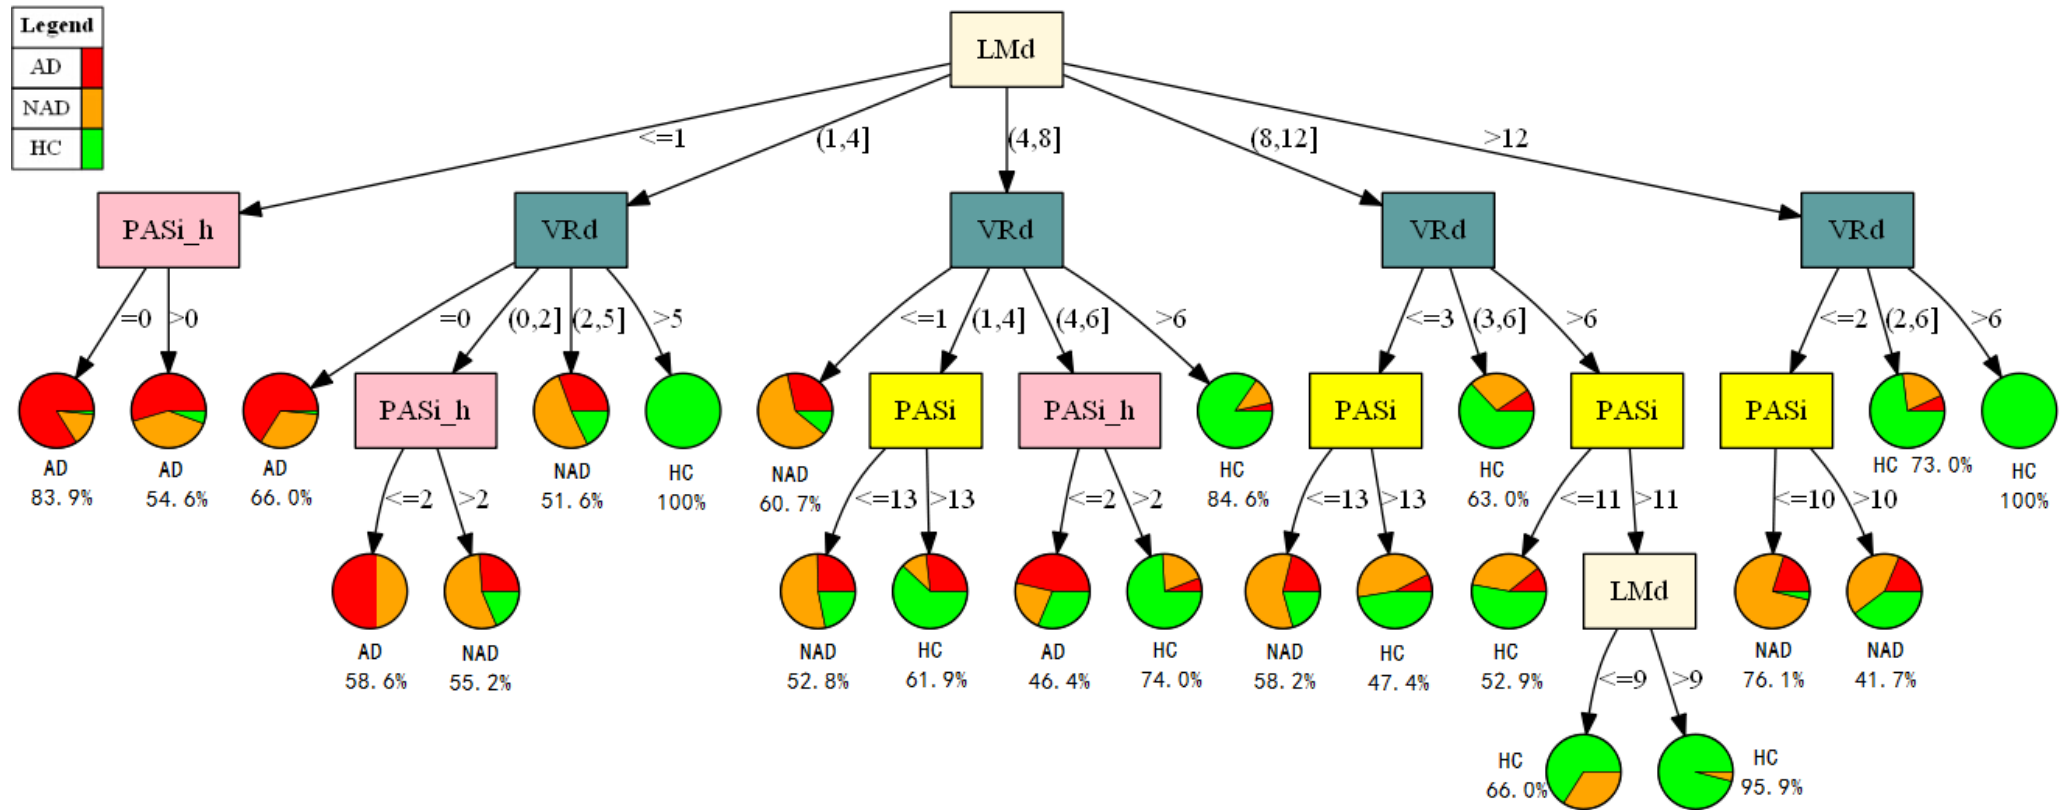 Legend
AD
NAD
HC
LMd
<=1
(1,4]
(4,8]
(8,12]
>12
PASi_h
VRd
VRd
VRd
VRd
=0
>0
=0
(0,2]
(2,5]
>5
<=1
(1,4]
(4,6]
>6
<=3
(3,6]
>6
<=2
(2,6]
>6
AD
83.9%
AD
54.6%
AD
66.0%
PASi_h
NAD
51.6%
HC
100%
NAD
60.7%
PASi
PASi_h
HC
84.6%
PASi
HC
63.0%
PASi
PASi
HC 73.0%
HC
100%
<=2
>2
<=13
>13
<=2
>2
<=13
>13
<=11
>11
<=10
>10
AD
58.6%
NAD
55.2%
NAD
52.8%
HC
61.9%
AD
46.4%
HC
74.0%
NAD
58.2%
HC
47.4%
HC
52.9%
LMd
NAD
76.1%
NAD
41.7%
<=9
>9
HC
66.0%
HC
95.9%